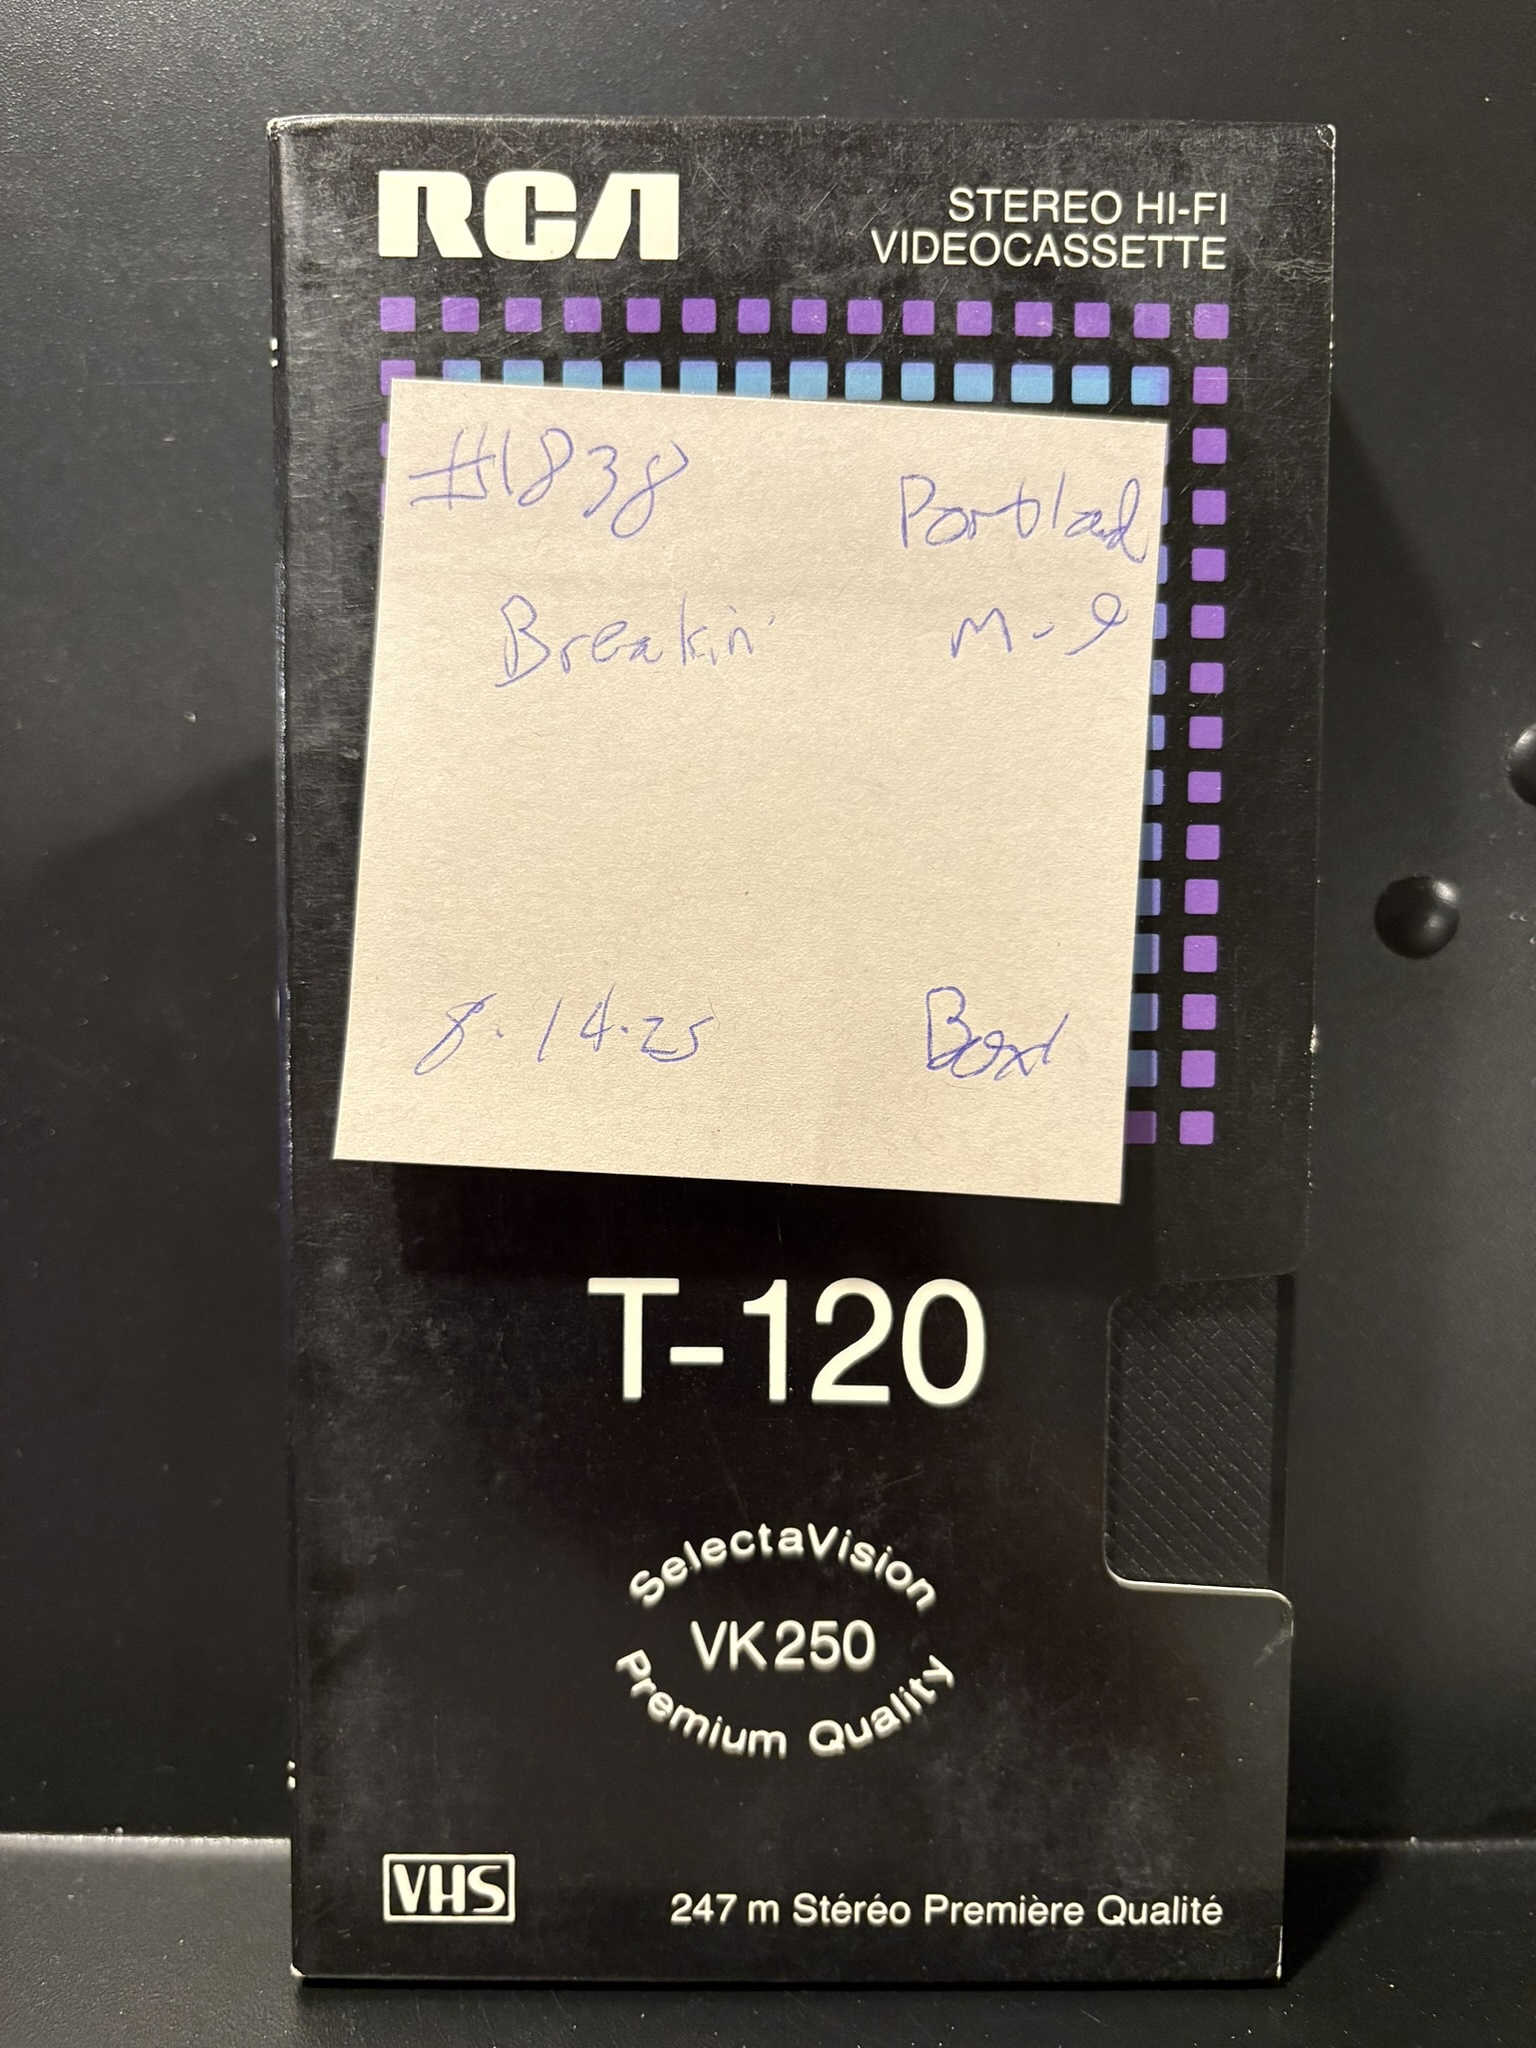 RCA
STEREO HI-FI
VIDEOCASSETTE
#1838
Portland
Breakin'
M-9
8.14.25
Box1
T-120
SelectaVision
VK250
Premium Quality
VHS
247 m Stéréo Première Qualité